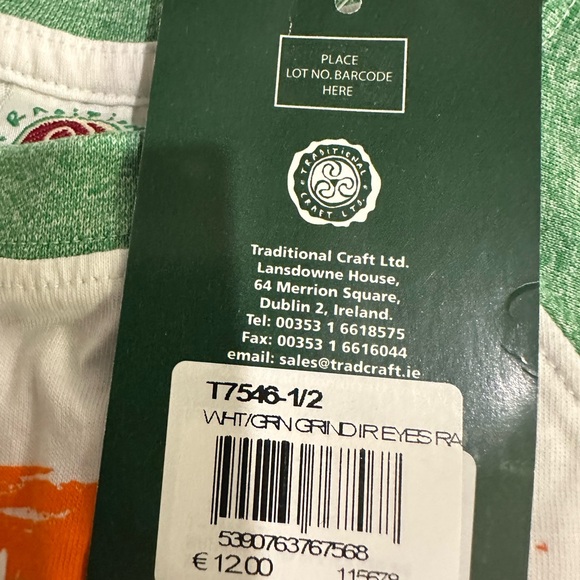 PLACE
LOT NO. BARCODE
HERE
TRADITIONAL
CRAFT LTD.
TRADITI
Traditional Craft Ltd.
Lansdowne House,
64 Merrion Square,
Dublin 2, Ireland.
Tel: 00353 1 6618575
Fax: 00353 1 6616044
email: sales@tradcraft.ie
T7546-1/2
WHT/GRN GRIND IR EYES RA
5390763767568
€ 12.00
115678